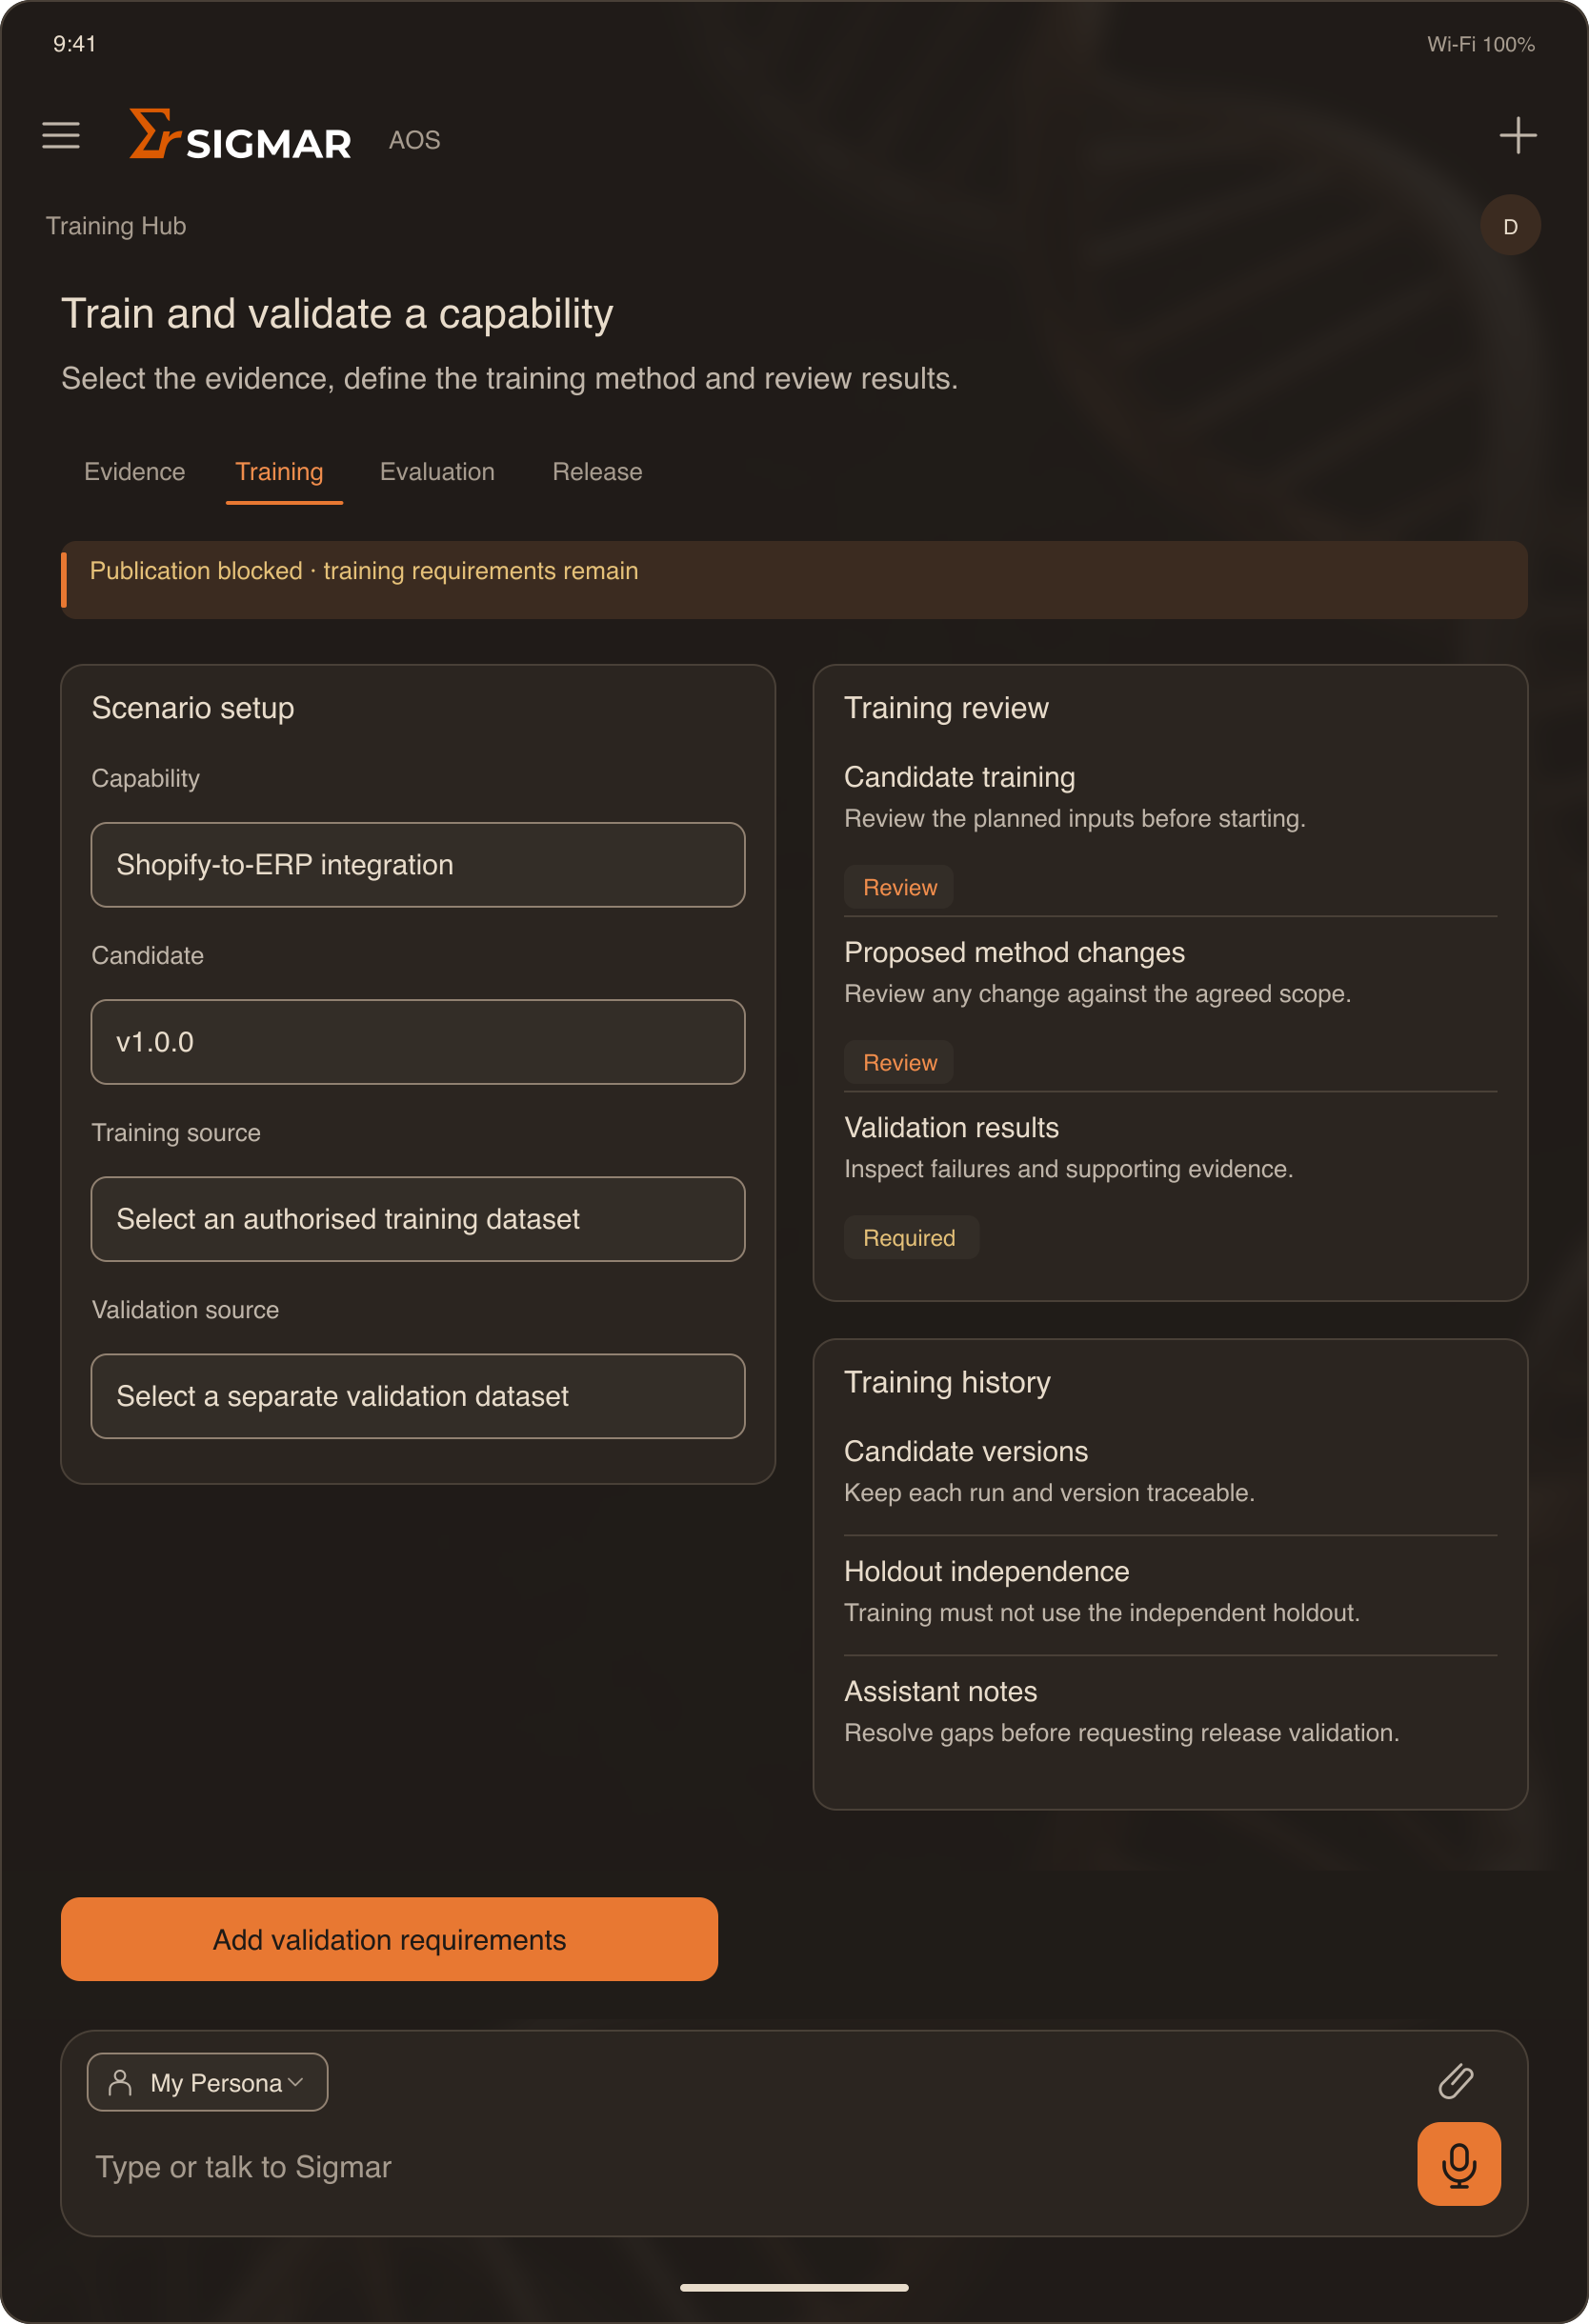 9:41
Wi-Fi 100%
Σr SIGMAR AOS
Training Hub
D
Train and validate a capability
Select the evidence, define the training method and review results.
Evidence
Training
Evaluation
Release
Publication blocked · training requirements remain
Scenario setup
Capability
Shopify-to-ERP integration
Candidate
v1.0.0
Training source
Select an authorised training dataset
Validation source
Select a separate validation dataset
Training review
Candidate training
Review the planned inputs before starting.
Review
Proposed method changes
Review any change against the agreed scope.
Review
Validation results
Inspect failures and supporting evidence.
Required
Training history
Candidate versions
Keep each run and version traceable.
Holdout independence
Training must not use the independent holdout.
Assistant notes
Resolve gaps before requesting release validation.
Add validation requirements
My Persona
Type or talk to Sigmar